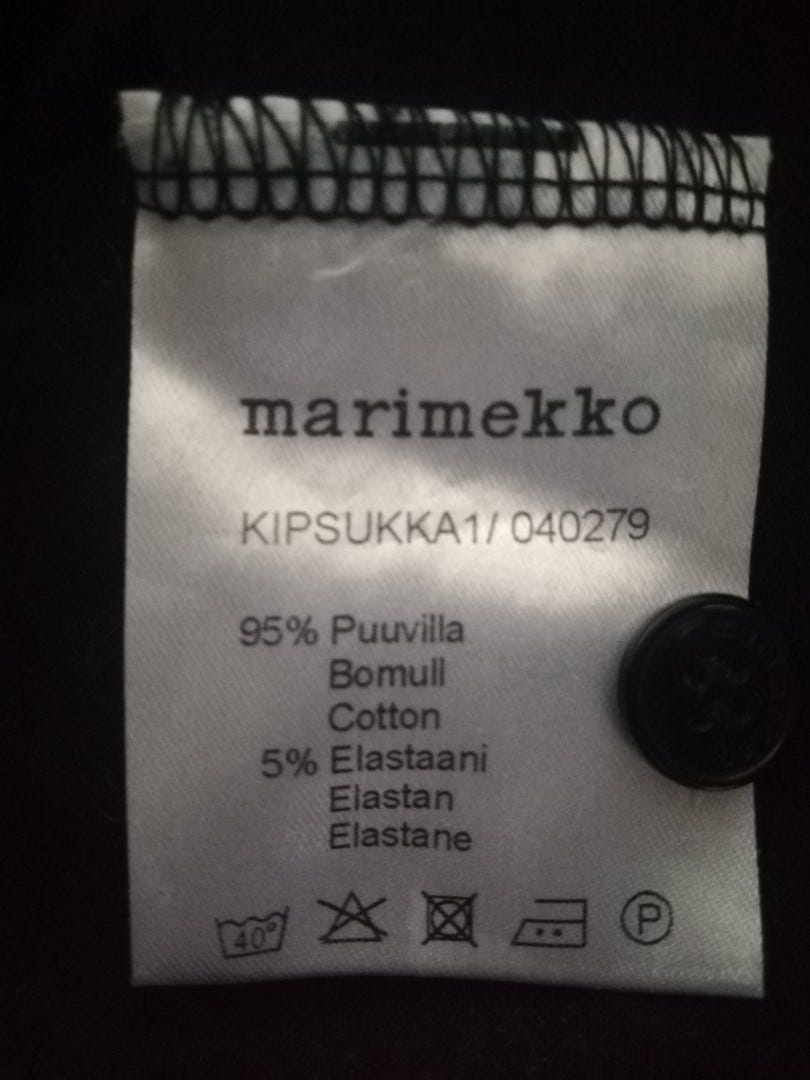 marimekko
KIPSUKKA1/ 040279
95% Puuvilla
Bomull
Cotton
5% Elastaani
Elastan
Elastane
40° P